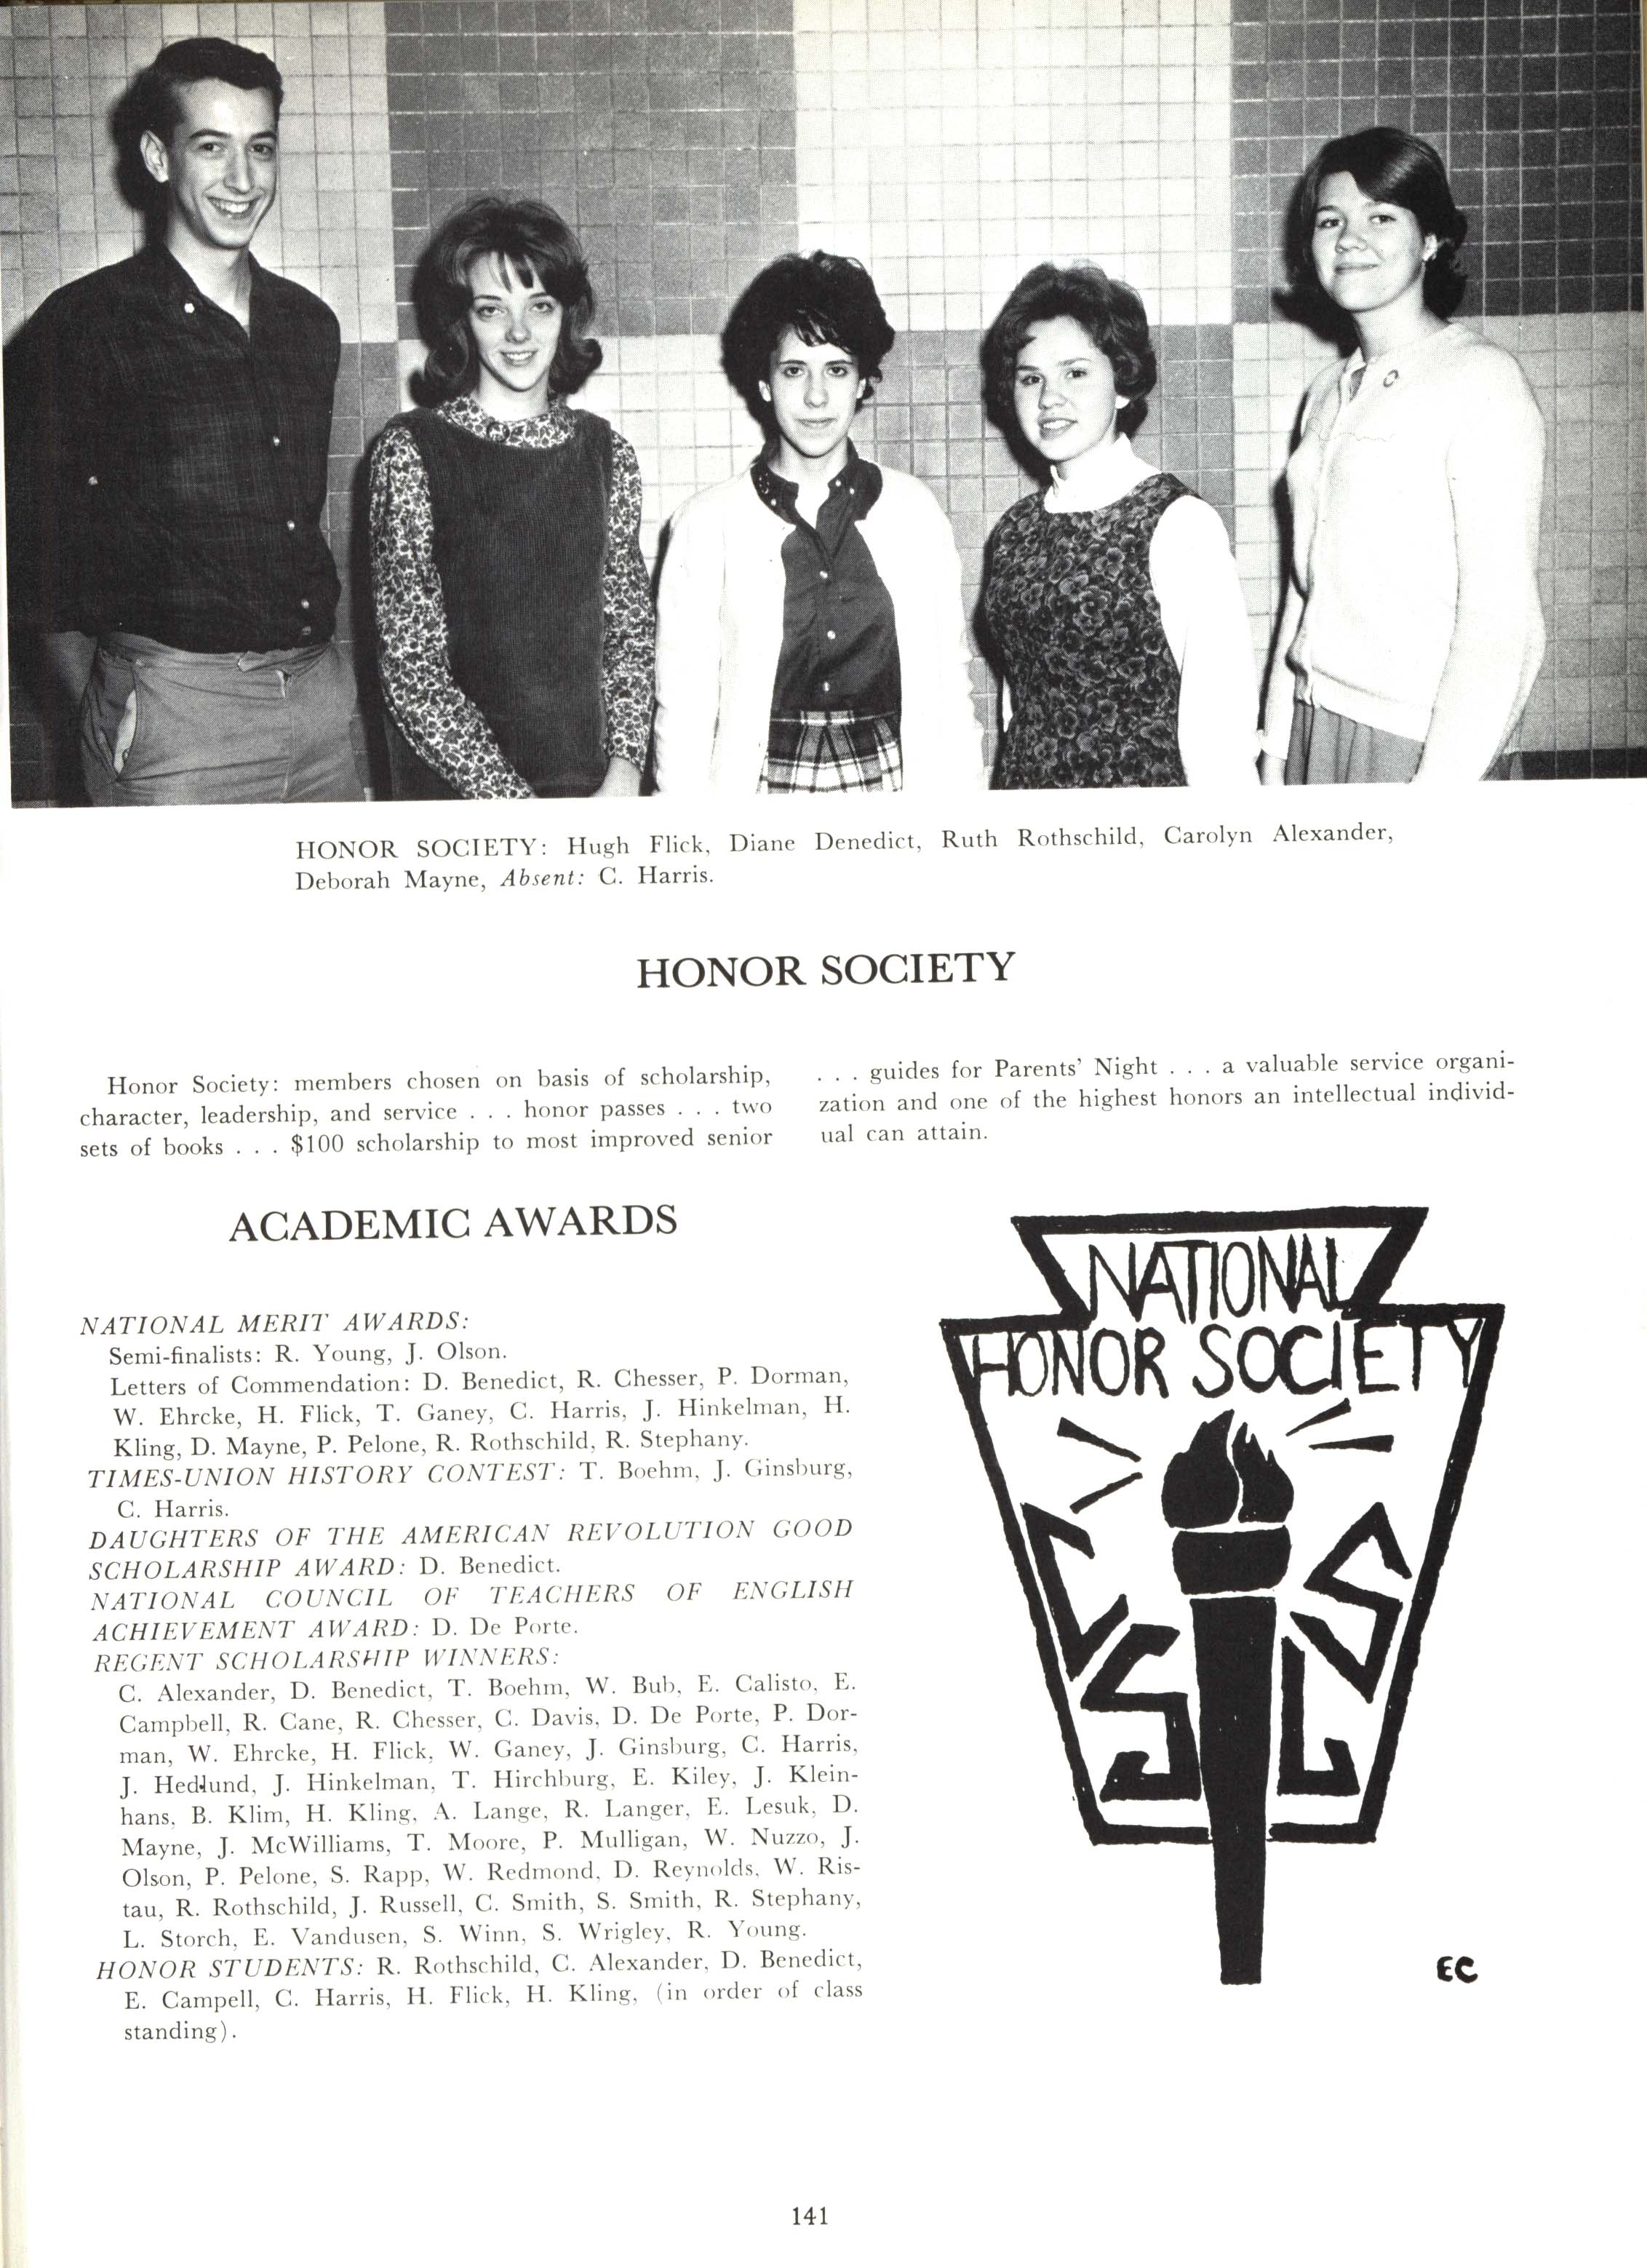 HONOR SOCIETY: Hugh Flick, Diane Denedict, Ruth Rothschild, Carolyn Alexander,
Deborah Mayne, Absent: C. Harris.
HONOR SOCIETY
Honor Society: members chosen on basis of scholarship,
character, leadership, and service . . . honor passes . . . two
sets of books . . . $100 scholarship to most improved senior
. . . guides for Parents' Night . . . a valuable service organi-
zation and one of the highest honors an intellectual individ-
ual can attain.
ACADEMIC AWARDS
NATIONAL MERIT AWARDS:
Semi-finalists: R. Young, J. Olson.
Letters of Commendation: D. Benedict, R. Chesser, P. Dorman,
W. Ehrcke, H. Flick, T. Ganey, C. Harris, J. Hinkelman, H.
Kling, D. Mayne, P. Pelone, R. Rothschild, R. Stephany.
TIMES-UNION HISTORY CONTEST: T. Boehm, J. Ginsburg,
C. Harris.
DAUGHTERS OF THE AMERICAN REVOLUTION GOOD
SCHOLARSHIP AWARD: D. Benedict.
NATIONAL COUNCIL OF TEACHERS OF ENGLISH
ACHIEVEMENT AWARD: D. De Porte.
REGENT SCHOLARSHIP WINNERS:
C. Alexander, D. Benedict, T. Boehm, W. Bub, E. Calisto, E.
Campbell, R. Cane, R. Chesser, C. Davis, D. De Porte, P. Dor-
man, W. Ehrcke, H. Flick, W. Ganey, J. Ginsburg, C. Harris,
J. Hedlund, J. Hinkelman, T. Hirchburg, E. Kiley, J. Klein-
hans, B. Klim, H. Kling, A. Lange, R. Langer, E. Lesuk, D.
Mayne, J. McWilliams, T. Moore, P. Mulligan, W. Nuzzo, J.
Olson, P. Pelone, S. Rapp, W. Redmond, D. Reynolds, W. Ris-
tau, R. Rothschild, J. Russell, C. Smith, S. Smith, R. Stephany,
L. Storch, E. Vandusen, S. Winn, S. Wrigley, R. Young.
HONOR STUDENTS: R. Rothschild, C. Alexander, D. Benedict,
E. Campell, C. Harris, H. Flick, H. Kling, (in order of class
standing).
NATIONAL
HONOR SOCIETY
C S L S
EC
141